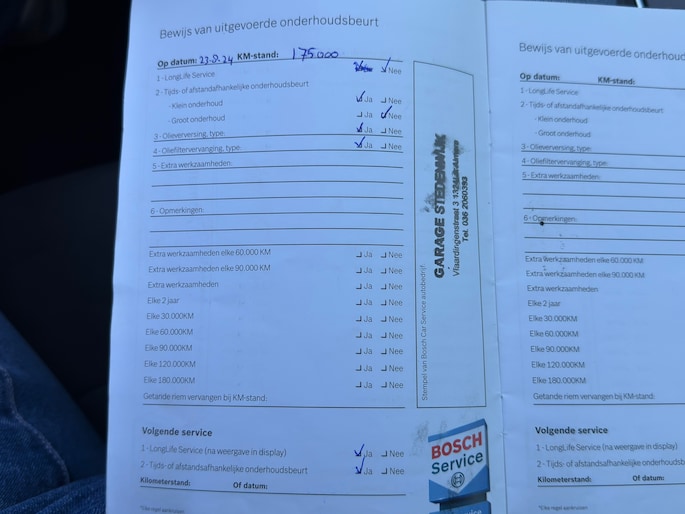 Bewijs van uitgevoerde onderhoudsbeurt
Op datum: 23-9-24 KM-stand: 175.000
1 - LongLife Service Nee
2 - Tijds- of afstandafhankelijke onderhoudsbeurt
- Klein onderhoud Ja Nee
- Groot onderhoud Ja Nee
3 - Olieverversing, type: Ja Nee
4 - Oliefiltervervanging, type: Ja Nee
5 - Extra werkzaamheden:
6 - Opmerkingen:
Extra werkzaamheden elke 60.000 KM Ja Nee
Extra werkzaamheden elke 90.000 KM Ja Nee
Extra werkzaamheden Ja Nee
Elke 2 jaar Ja Nee
Elke 30.000KM Ja Nee
Elke 60.000KM Ja Nee
Elke 90.000KM Ja Nee
Elke 120.000KM Ja Nee
Elke 180.000KM Ja Nee
Getande riem vervangen bij KM-stand:
Volgende service
1 - LongLife Service (na weergave in display) Ja Nee
2 - Tijds- of afstandsafhankelijke onderhoudsbeurt Ja Nee
Kilometerstand: Of datum:
Stempel van Bosch Car Service autobedrijf
GARAGE STEDENWIJK
Vlaardingenstraat 3
Tel. 036 2060393
BOSCH
Service
Bewijs van uitgevoerde onderhoud
Op datum: KM-stand:
1 - LongLife Service
2 - Tijds- of afstandafhankelijke onderhoudsbeurt
- Klein onderhoud
- Groot onderhoud
3 - Olieverversing, type:
4 - Oliefiltervervanging, type:
5 - Extra werkzaamheden:
6 - Opmerkingen:
Extra werkzaamheden elke 60.000 KM
Extra werkzaamheden elke 90.000 KM
Extra werkzaamheden
Elke 2 jaar
Elke 30.000KM
Elke 60.000KM
Elke 90.000KM
Elke 120.000KM
Elke 180.000KM
Getande riem vervangen bij KM-stand:
Volgende service
1 - LongLife Service (na weergave in display)
2 - Tijds- of afstandsafhankelijke onderhoudsb
Kilometerstand: Of datum: